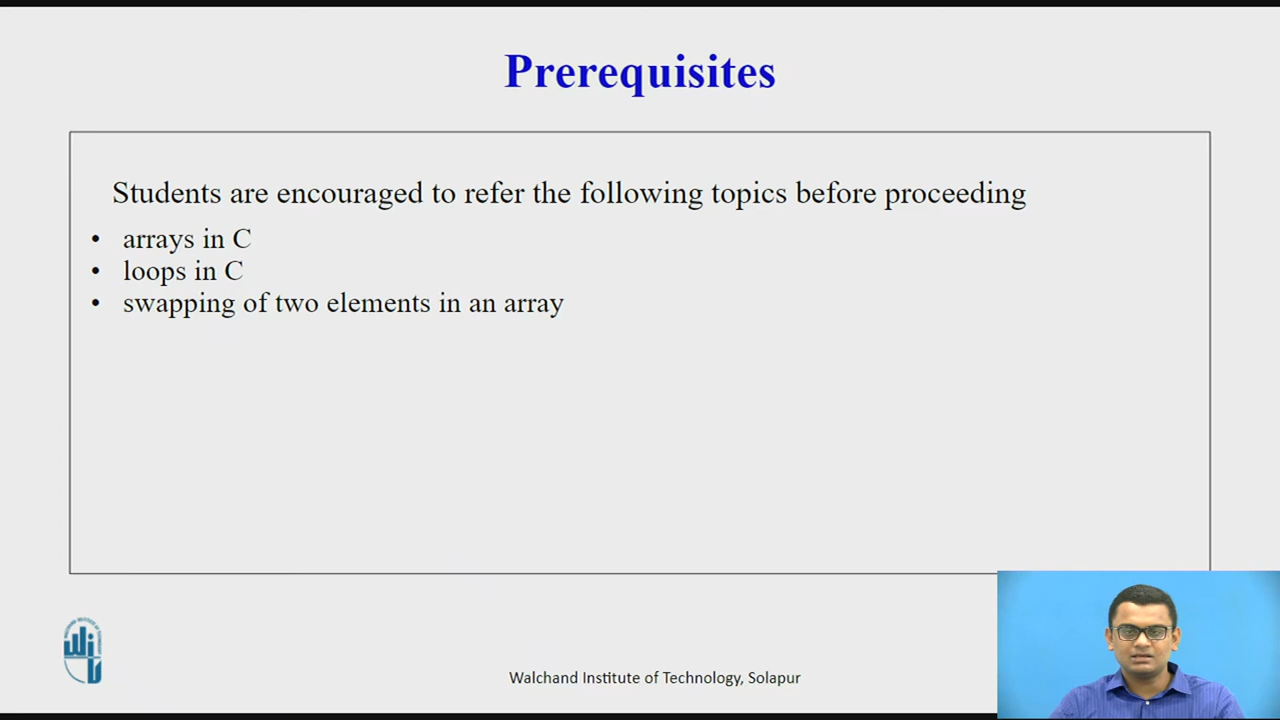 Prerequisites
Students are encouraged to refer the following topics before proceeding
• arrays in C
• loops in C
• swapping of two elements in an array
Walchand Institute of Technology, Solapur